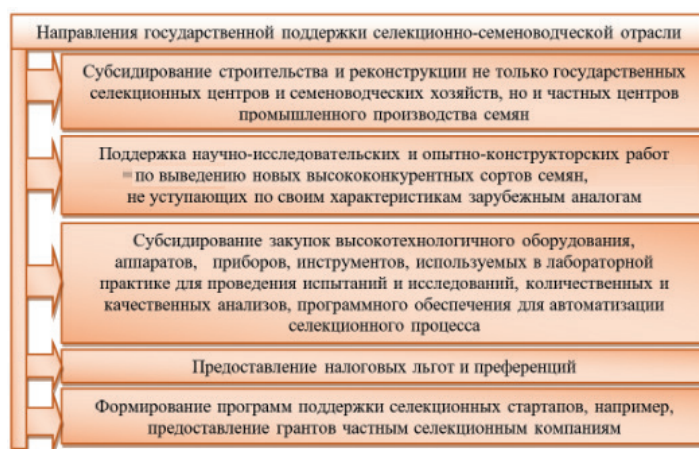 Направления государственной поддержки селекционно-семеноводческой отрасли
Субсидирование строительства и реконструкции не только государственных
селекционных центров и семеноводческих хозяйств, но и частных центров
промышленного производства семян
Поддержка научно-исследовательских и опытно-конструкторских работ
по выведению новых высококонкурентных сортов семян,
не уступающих по своим характеристикам зарубежным аналогам
Субсидирование закупок высокотехнологичного оборудования,
аппаратов, приборов, инструментов, используемых в лабораторной
практике для проведения испытаний и исследований, количественных и
качественных анализов, программного обеспечения для автоматизации
селекционного процесса
Предоставление налоговых льгот и преференций
Формирование программ поддержки селекционных стартапов, например,
предоставление грантов частным селекционным компаниям